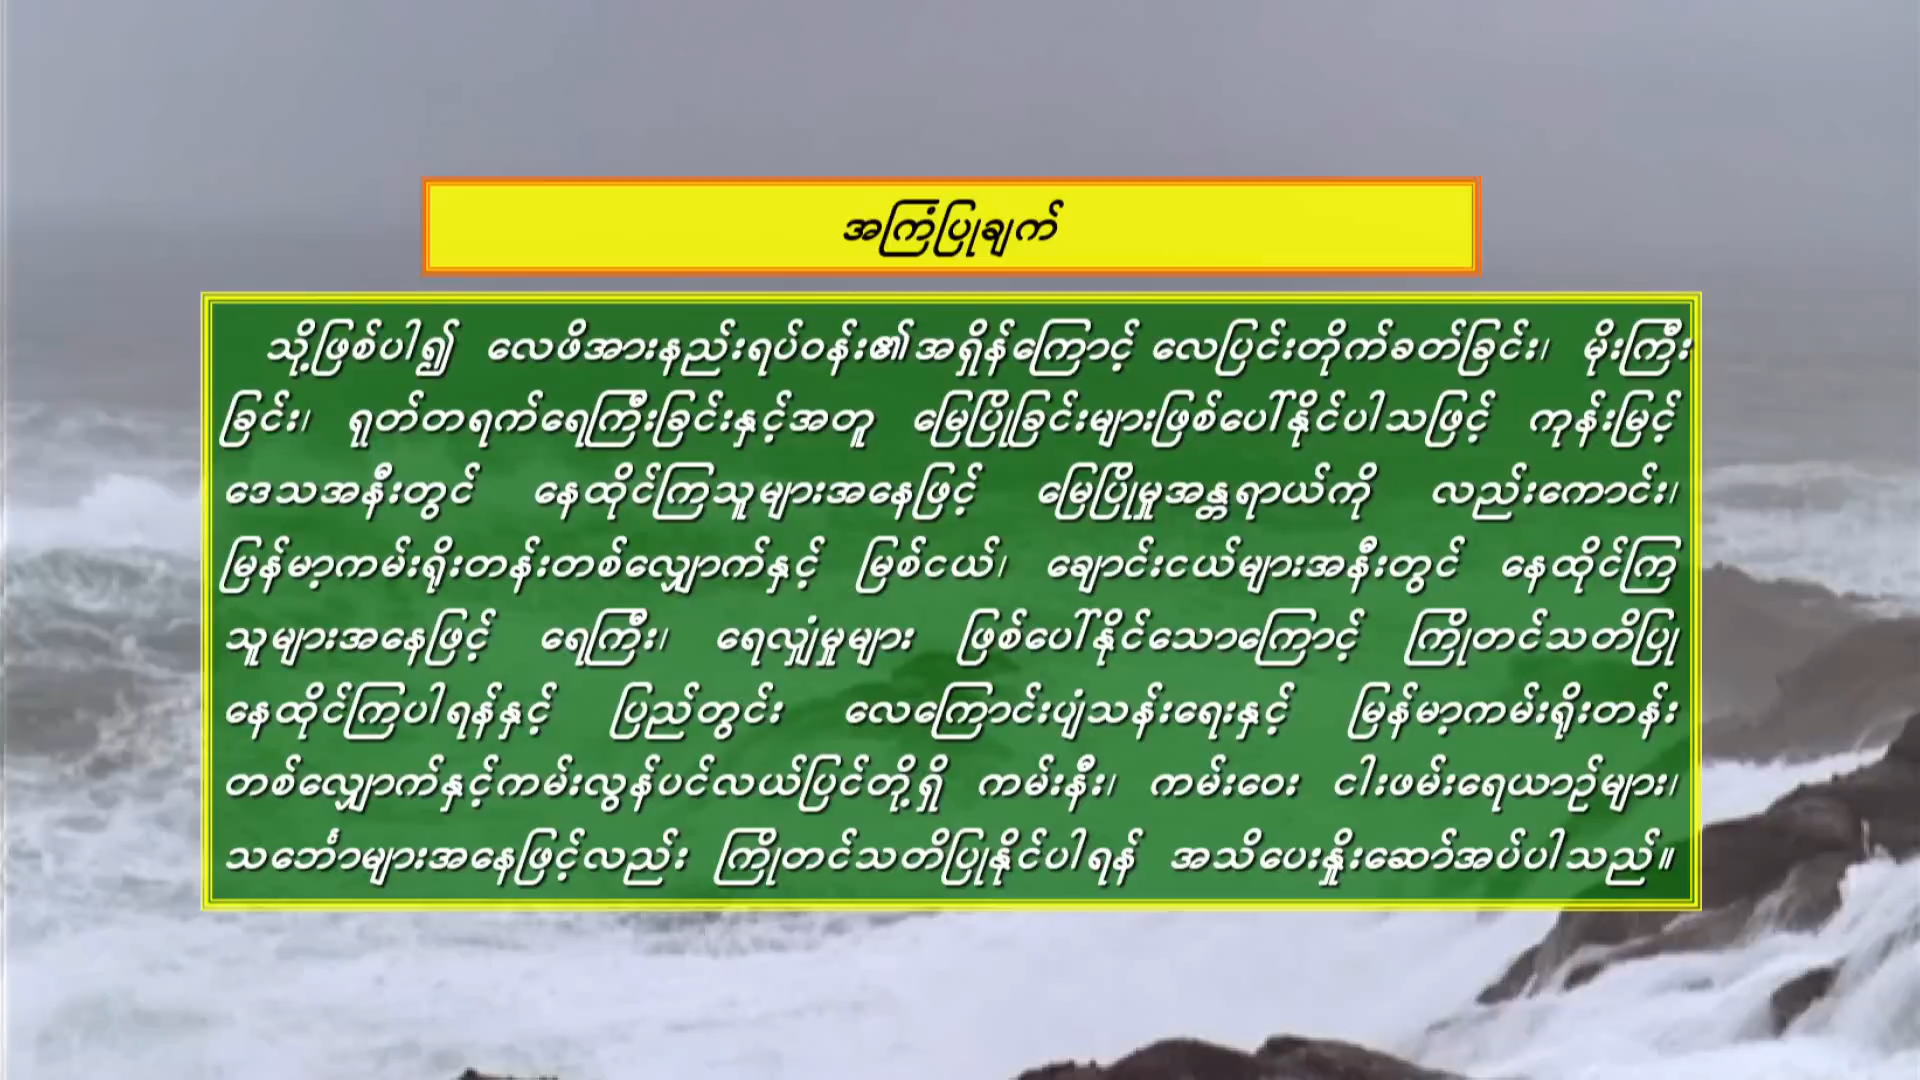 အကြံပြုချက်
သို့ဖြစ်ပါ၍ လေဖိအားနည်းရပ်ဝန်း၏အရှိန်ကြောင့် လေပြင်းတိုက်ခတ်ခြင်း၊ မိုးကြီး
ခြင်း၊ ရုတ်တရက်ရေကြီးခြင်းနှင့်အတူ မြေပြိုခြင်းများဖြစ်ပေါ်နိုင်ပါသဖြင့် ကုန်းမြင့်
ဒေသအနီးတွင် နေထိုင်ကြသူများအနေဖြင့် မြေပြိုမှုအန္တရာယ်ကို လည်းကောင်း၊
မြန်မာ့ကမ်းရိုးတန်းတစ်လျှောက်နှင့် မြစ်ငယ်၊ ချောင်းငယ်များအနီးတွင် နေထိုင်ကြ
သူများအနေဖြင့် ရေကြီး၊ ရေလျှံမှုများ ဖြစ်ပေါ်နိုင်သောကြောင့် ကြိုတင်သတိပြု
နေထိုင်ကြပါရန်နှင့် ပြည်တွင်း လေကြောင်းပျံသန်းရေးနှင့် မြန်မာ့ကမ်းရိုးတန်း
တစ်လျှောက်နှင့်ကမ်းလွန်ပင်လယ်ပြင်တို့ရှိ ကမ်းနီး၊ ကမ်းဝေး ငါးဖမ်းရေယာဉ်များ၊
သင်္ဘောများအနေဖြင့်လည်း ကြိုတင်သတိပြုနိုင်ပါရန် အသိပေးနှိုးဆော်အပ်ပါသည်။